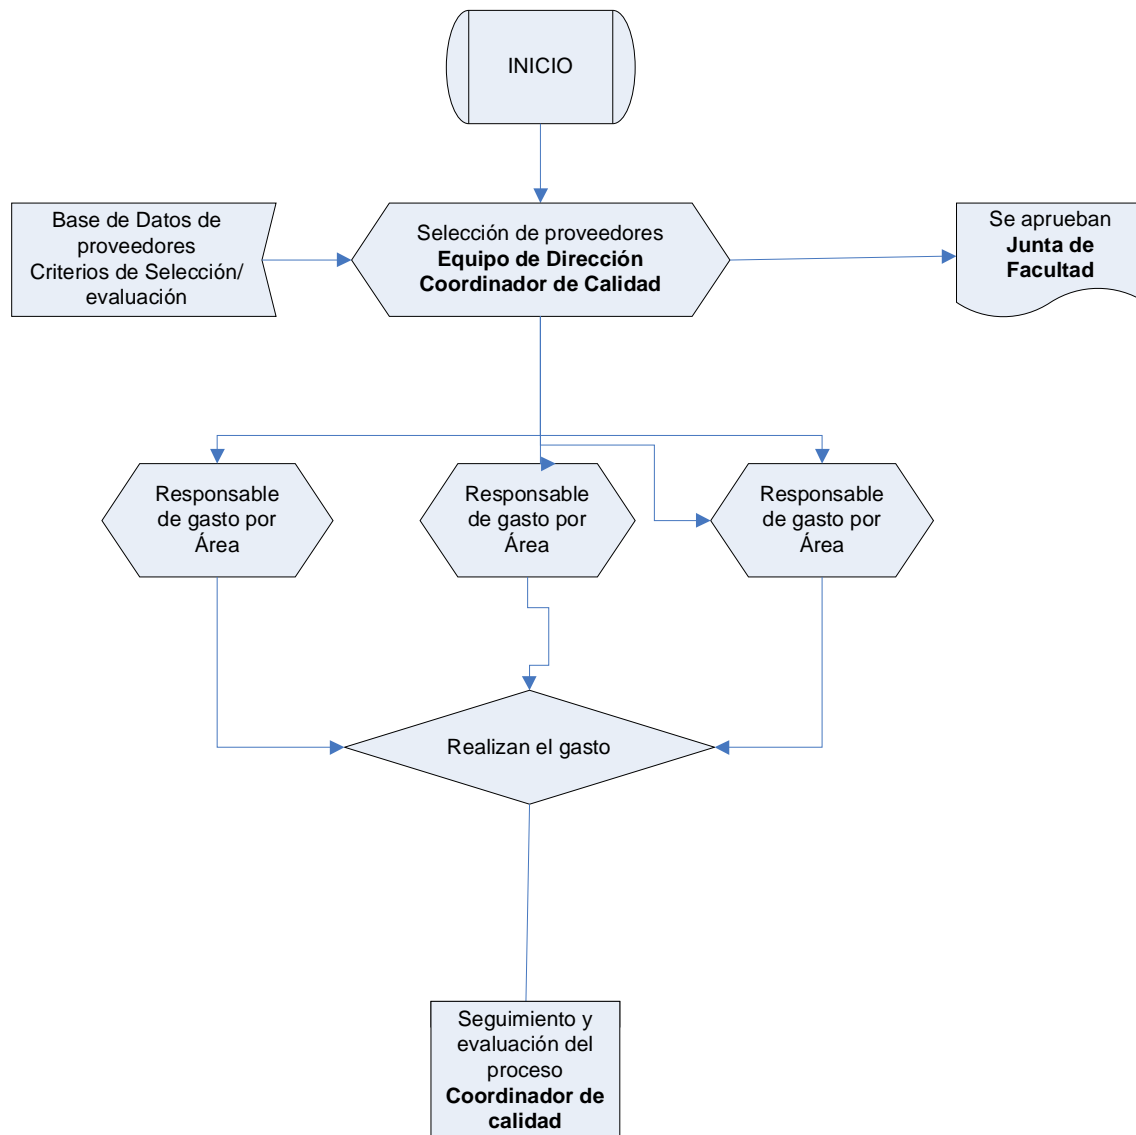 INICIO
Base de Datos de
proveedores
Criterios de Selección/
evaluación
Selección de proveedores
Equipo de Dirección
Coordinador de Calidad
Se aprueban
Junta de
Facultad
Responsable
de gasto por
Área
Responsable
de gasto por
Área
Responsable
de gasto por
Área
Realizan el gasto
Seguimiento y
evaluación del
proceso
Coordinador de
calidad